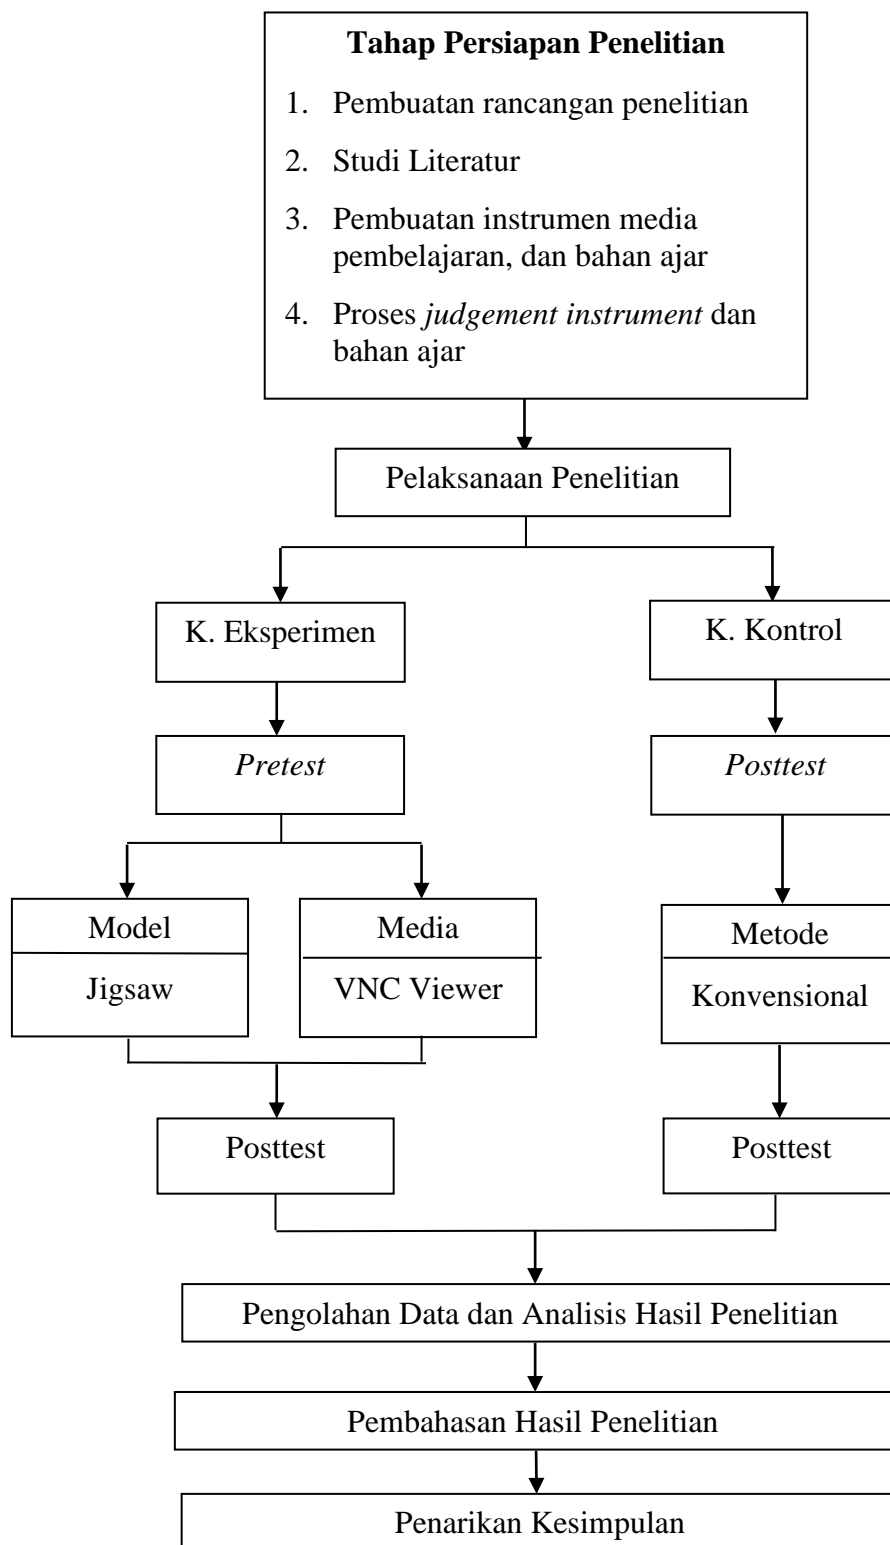 Tahap Persiapan Penelitian
1. Pembuatan rancangan penelitian
2. Studi Literatur
3. Pembuatan instrumen media
pembelajaran, dan bahan ajar
4. Proses judgement instrument dan
bahan ajar
Pelaksanaan Penelitian
K. Eksperimen
K. Kontrol
Pretest
Posttest
Model
Media
Metode
Jigsaw
VNC Viewer
Konvensional
Posttest
Posttest
Pengolahan Data dan Analisis Hasil Penelitian
Pembahasan Hasil Penelitian
Penarikan Kesimpulan